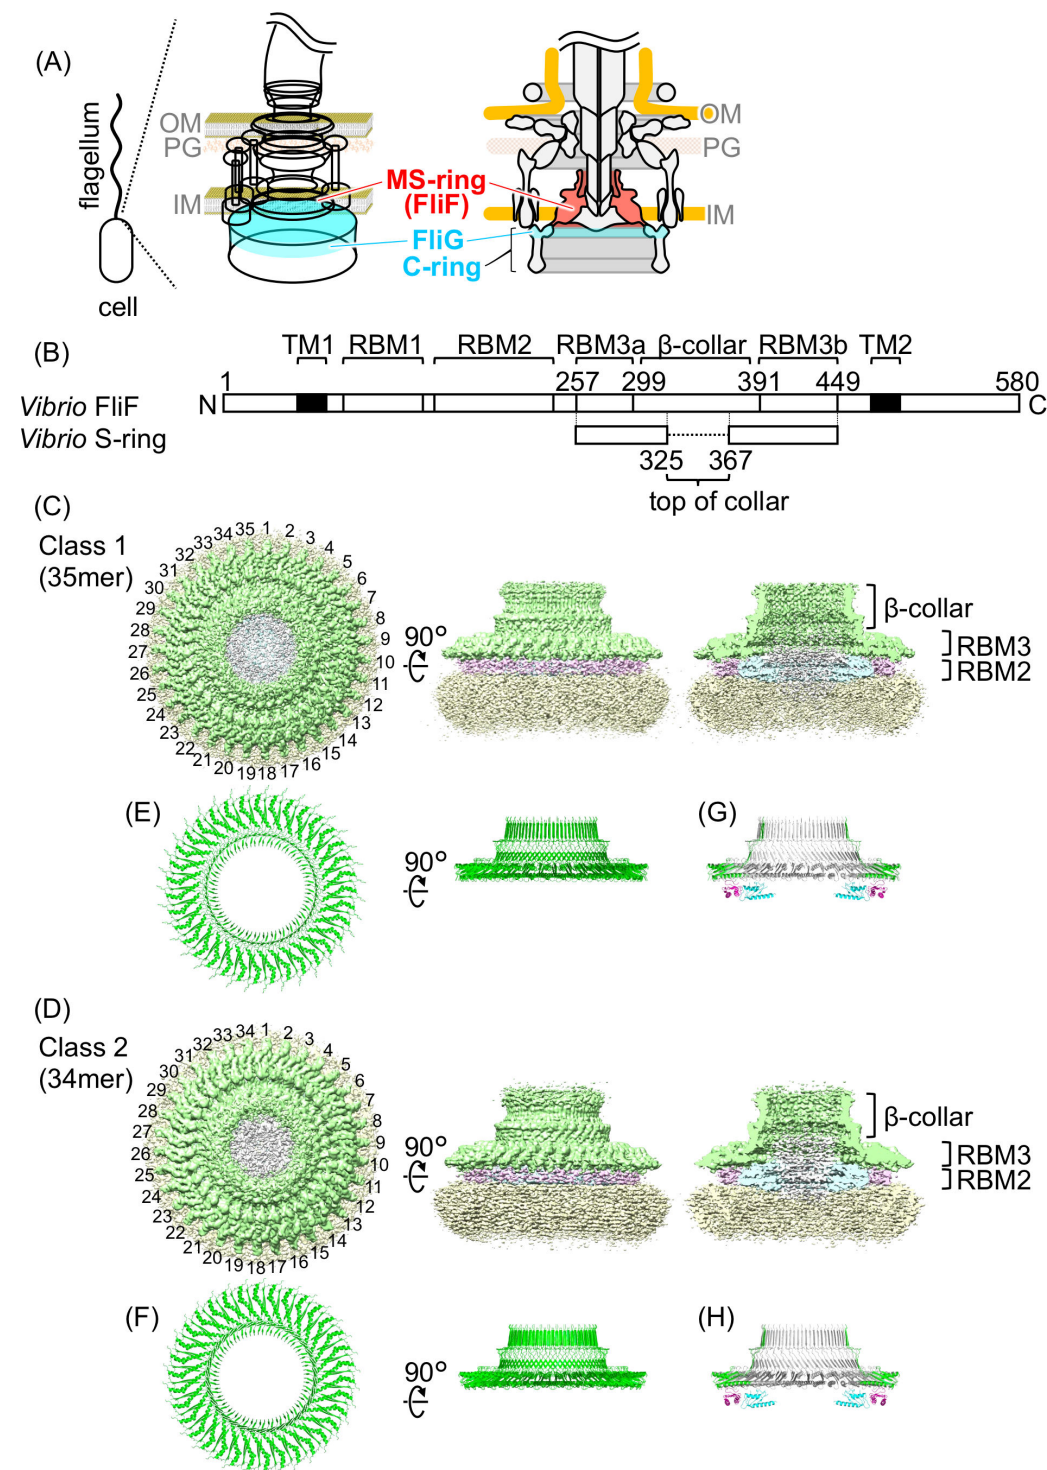 (A)
flagellum
OM
PG
IM
cell
MS-ring
(FliF)
FliG
C-ring
OM
PG
IM
(B)
TM1 RBM1 RBM2 RBM3a β-collar RBM3b TM2
1 257 299 391 449 580
Vibrio FliF N C
Vibrio S-ring
325 367
top of collar
(C)
Class 1
(35mer)
1 2 3 4 5 6 7 8 9 10 11 12 13 14 15 16 17 18 19 20 21 22 23 24 25 26 27 28 29 30 31 32 33 34 35
90°
β-collar
RBM3
RBM2
(E)
90°
(G)
(D)
Class 2
(34mer)
1 2 3 4 5 6 7 8 9 10 11 12 13 14 15 16 17 18 19 20 21 22 23 24 25 26 27 28 29 30 31 32 33 34
90°
β-collar
RBM3
RBM2
(F)
90°
(H)